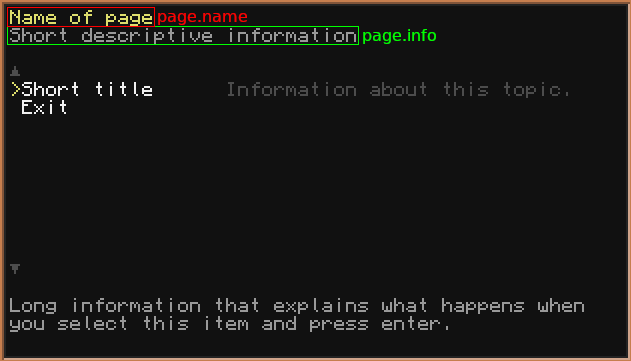 Name of page page.name
Short descriptive information page.info
>Short title Information about this topic.
Exit
Long information that explains what happens when
you select this item and press enter.